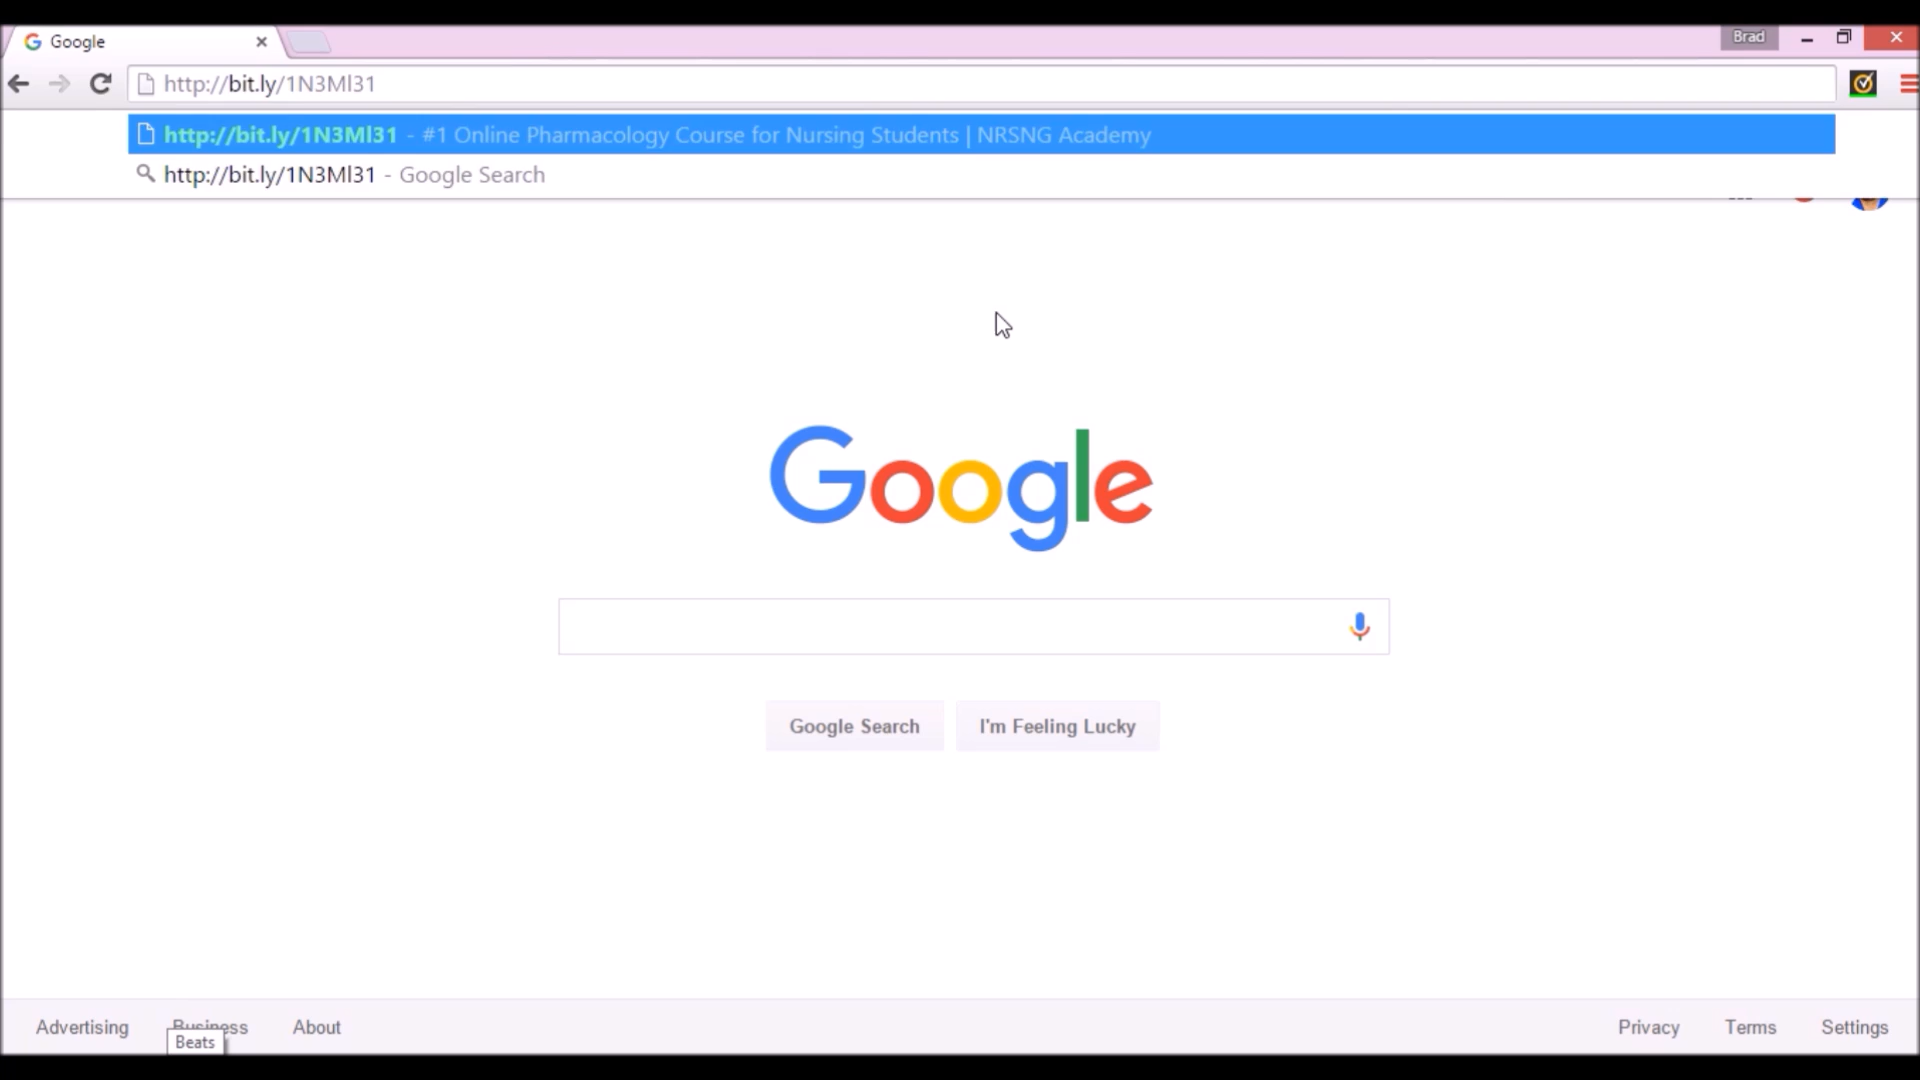 Google
Brad
http://bit.ly/1N3Ml31
http://bit.ly/1N3Ml31 - #1 Online Pharmacology Course for Nursing Students | NRSNG Academy
http://bit.ly/1N3Ml31 - Google Search
Google
Google Search I'm Feeling Lucky
Advertising Business About Privacy Terms Settings
Beats